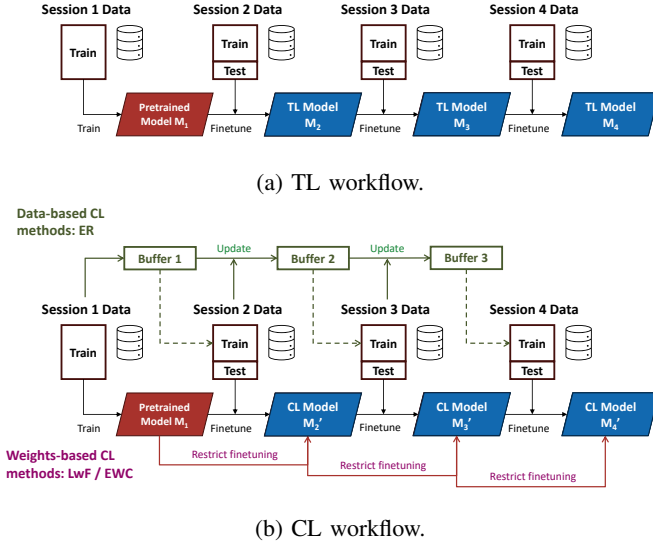 Session 1 Data
Session 2 Data
Session 3 Data
Session 4 Data
Train
Train
Train
Train
Test
Test
Test
Pretrained
Model M₁
TL Model
M₂
TL Model
M₃
TL Model
M₄
Train
Finetune
Finetune
Finetune
(a) TL workflow.
Data-based CL
methods: ER
Buffer 1
Update
Buffer 2
Update
Buffer 3
Session 1 Data
Session 2 Data
Session 3 Data
Session 4 Data
Train
Train
Train
Train
Test
Test
Test
Pretrained
Model M₁
CL Model
M₂’
CL Model
M₃’
CL Model
M₄’
Train
Finetune
Finetune
Finetune
Weights-based CL
methods: LwF / EWC
Restrict finetuning
Restrict finetuning
Restrict finetuning
(b) CL workflow.